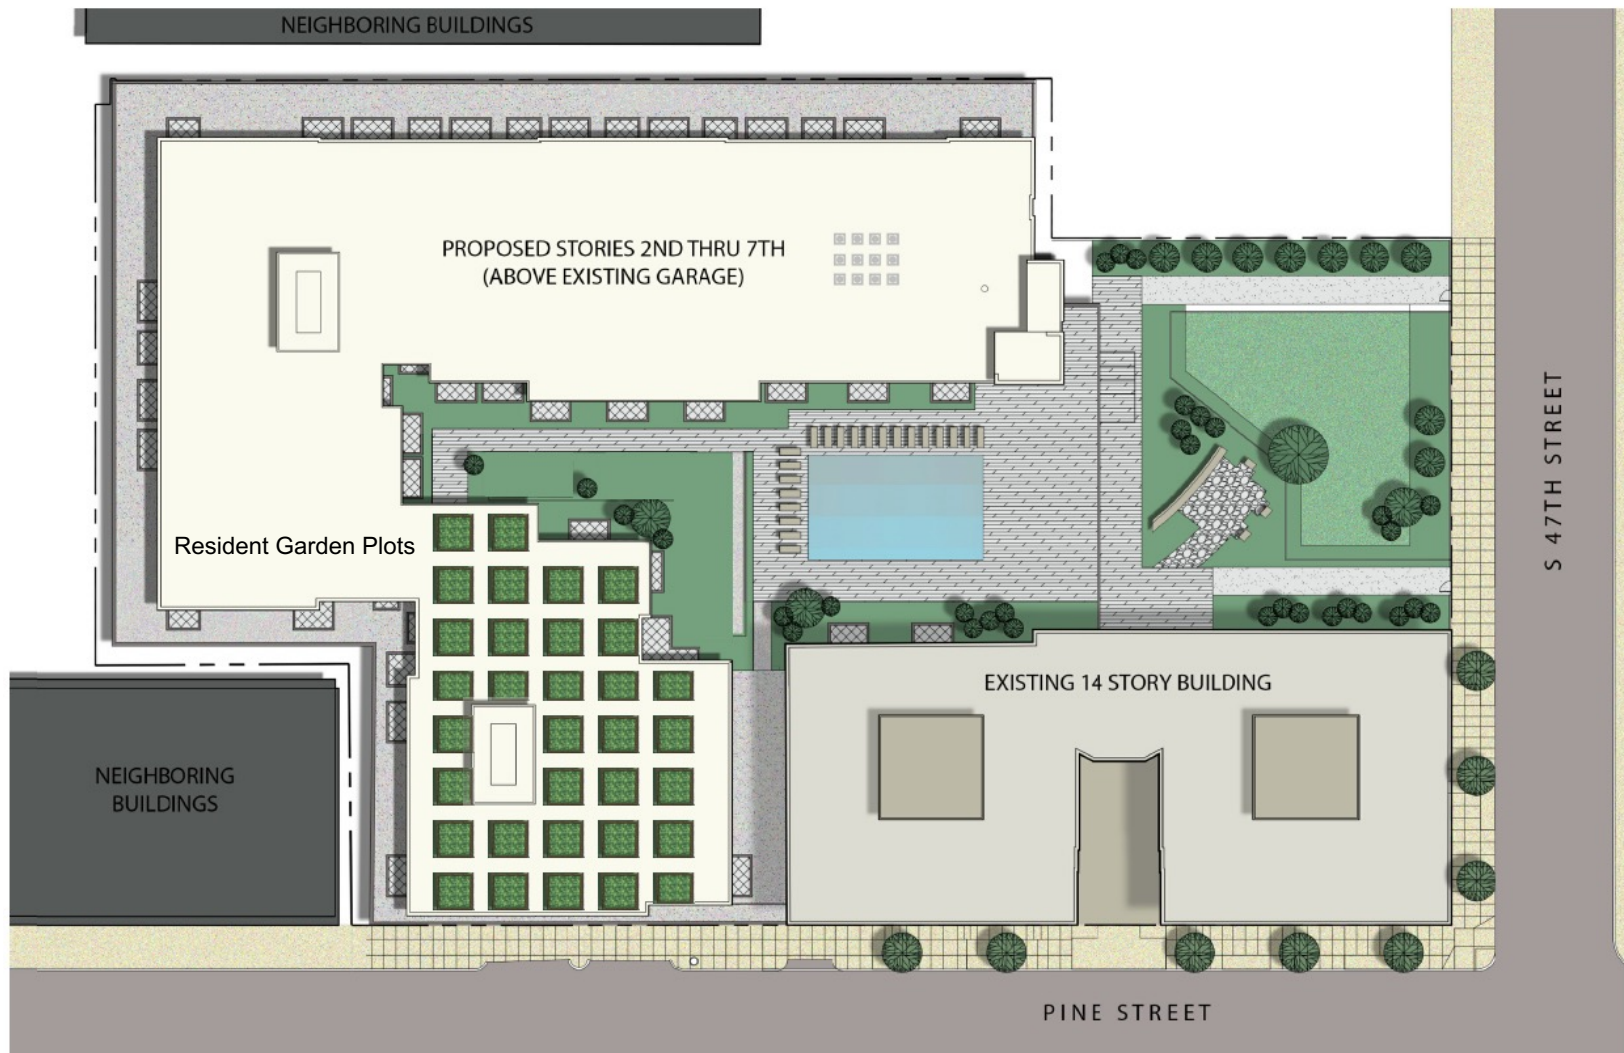 NEIGHBORING BUILDINGS
PROPOSED STORIES 2ND THRU 7TH
(ABOVE EXISTING GARAGE)
S 47TH STREET
Resident Garden Plots
EXISTING 14 STORY BUILDING
NEIGHBORING
BUILDINGS
PINE STREET